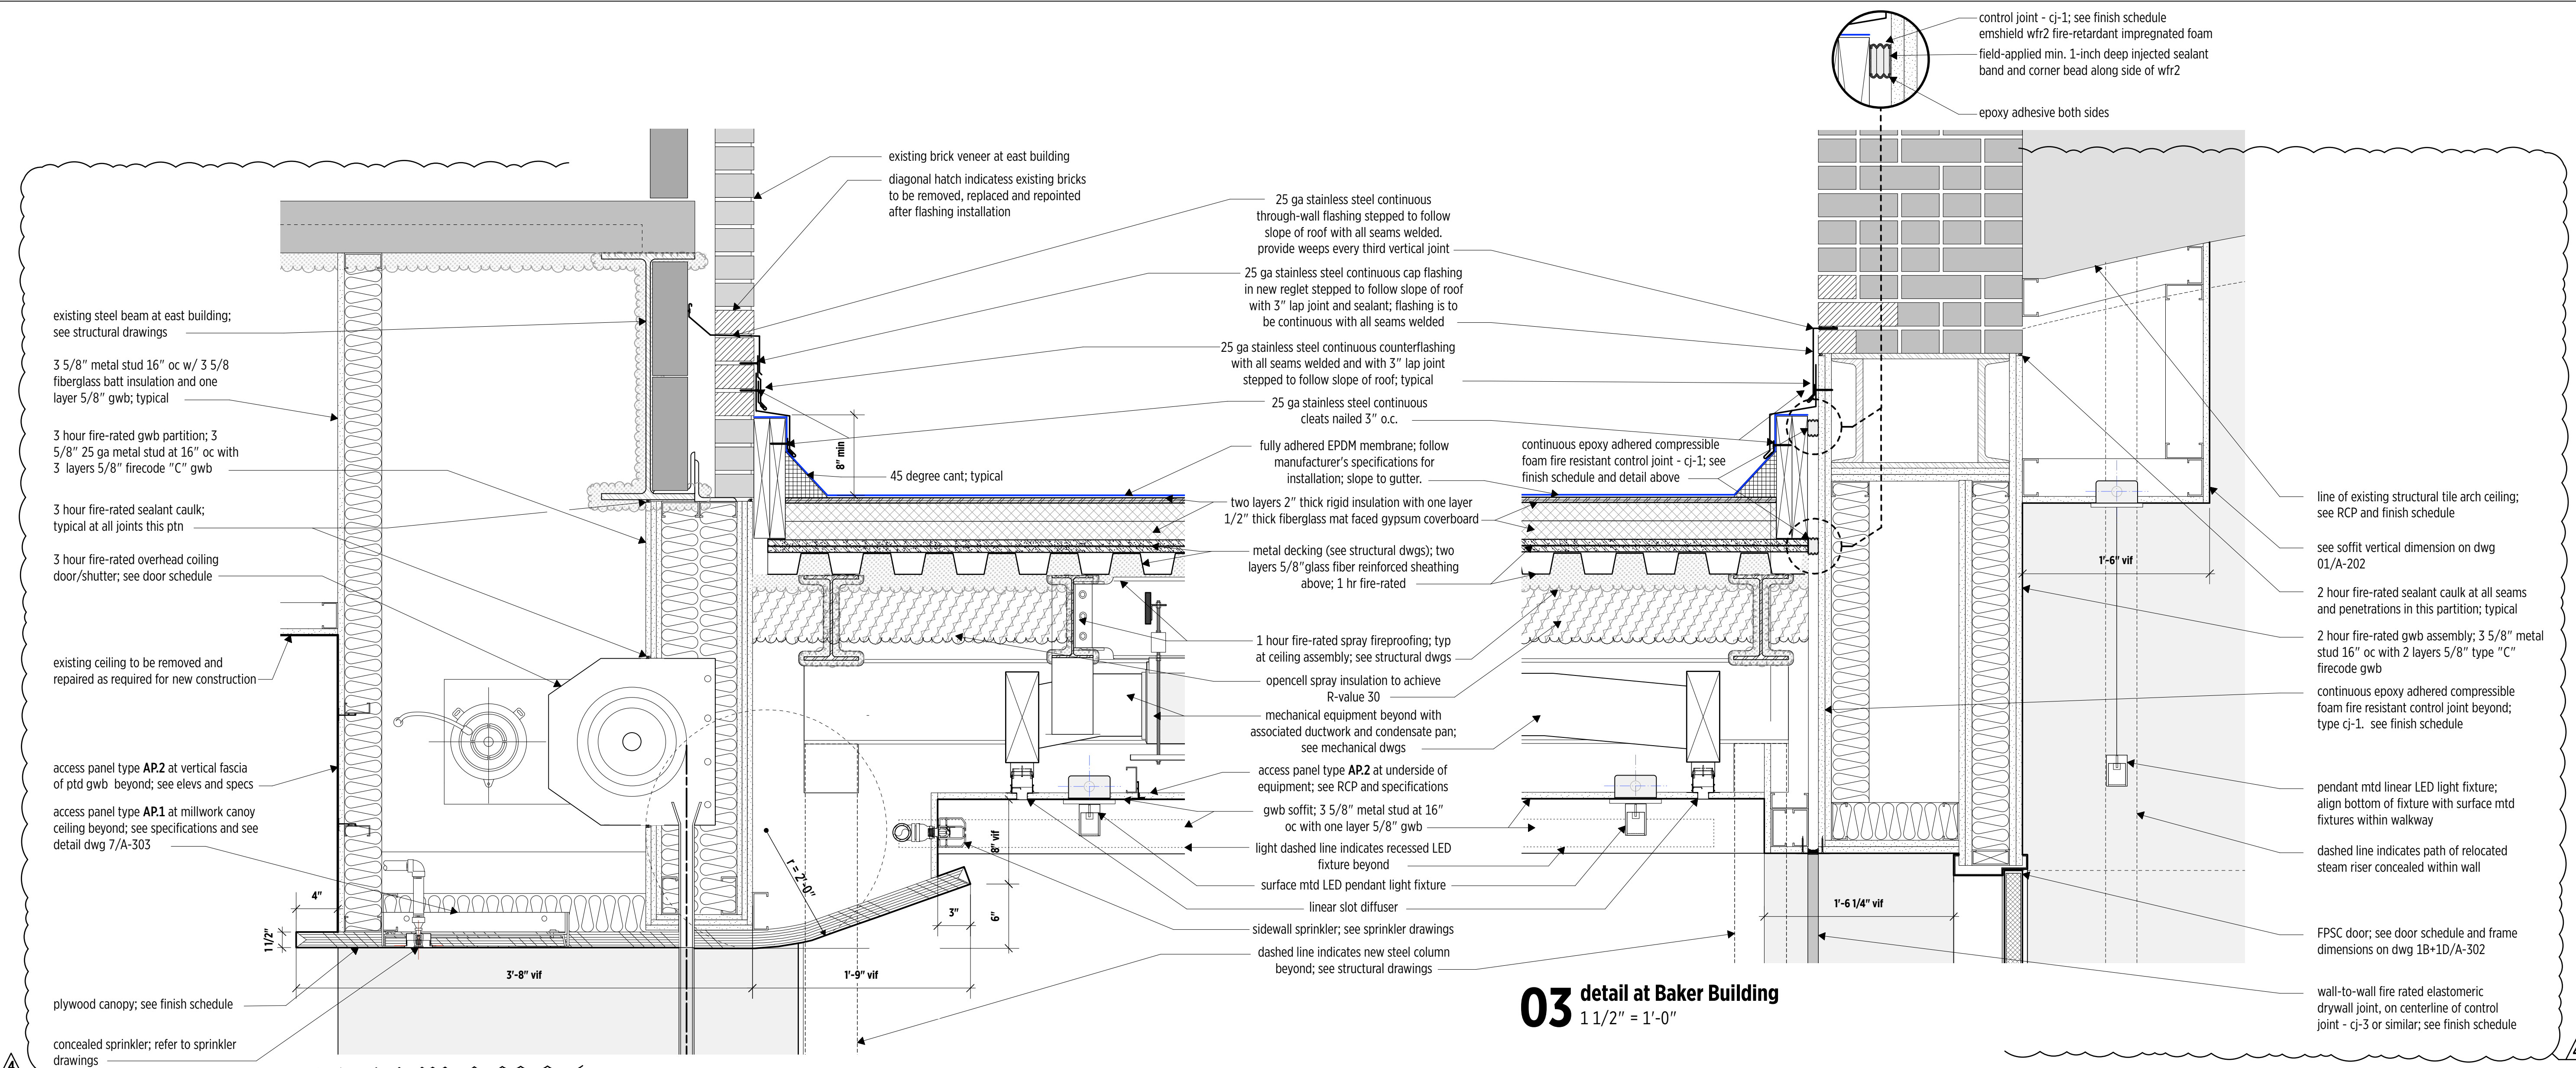 control joint - cj-1; see finish schedule
emshield wfr2 fire-retardant impregnated foam
field-applied min. 1-inch deep injected sealant
band and corner bead along side of wfr2
epoxy adhesive both sides
existing brick veneer at east building
diagonal hatch indicatess existing bricks
to be removed, replaced and repointed
after flashing installation
25 ga stainless steel continuous
through-wall flashing stepped to follow
slope of roof with all seams welded.
provide weeps every third vertical joint
25 ga stainless steel continuous cap flashing
in new reglet stepped to follow slope of roof
with 3" lap joint and sealant; flashing is to
be continuous with all seams welded
25 ga stainless steel continuous counterflashing
with all seams welded and with 3" lap joint
stepped to follow slope of roof; typical
25 ga stainless steel continuous
cleats nailed 3" o.c.
fully adhered EPDM membrane; follow
manufacturer's specifications for
installation; slope to gutter.
two layers 2" thick rigid insulation with one layer
1/2" thick fiberglass mat faced gypsum coverboard
metal decking (see structural dwgs); two
layers 5/8"glass fiber reinforced sheathing
above; 1 hr fire-rated
1 hour fire-rated spray fireproofing; typ
at ceiling assembly; see structural dwgs
opencell spray insulation to achieve
R-value 30
mechanical equipment beyond with
associated ductwork and condensate pan;
see mechanical dwgs
access panel type AP.2 at underside of
equipment; see RCP and specifications
gwb soffit; 3 5/8" metal stud at 16"
oc with one layer 5/8" gwb
light dashed line indicates recessed LED
fixture beyond
surface mtd LED pendant light fixture
linear slot diffuser
sidewall sprinkler; see sprinkler drawings
dashed line indicates new steel column
beyond; see structural drawings
existing steel beam at east building;
see structural drawings
3 5/8" metal stud 16" oc w/ 3 5/8
fiberglass batt insulation and one
layer 5/8" gwb; typical
3 hour fire-rated gwb partition; 3
5/8" 25 ga metal stud at 16" oc with
3 layers 5/8" firecode "C" gwb
3 hour fire-rated sealant caulk;
typical at all joints this ptn
3 hour fire-rated overhead coiling
door/shutter; see door schedule
existing ceiling to be removed and
repaired as required for new construction
access panel type AP.2 at vertical fascia
of ptd gwb beyond; see elevs and specs
access panel type AP.1 at millwork canoy
ceiling beyond; see specifications and see
detail dwg 7/A-303
plywood canopy; see finish schedule
concealed sprinkler; refer to sprinkler
drawings
4
8" min
45 degree cant; typical
4"
1 1/2"
3'-8" vif
1'-9" vif
r = 2'-0"
8" vif
3"
6"
continuous epoxy adhered compressible
foam fire resistant control joint - cj-1; see
finish schedule and detail above
1'-6" vif
1'-6 1/4" vif
03 detail at Baker Building
1 1/2" = 1'-0"
line of existing structural tile arch ceiling;
see RCP and finish schedule
see soffit vertical dimension on dwg
01/A-202
2 hour fire-rated sealant caulk at all seams
and penetrations in this partition; typical
2 hour fire-rated gwb assembly; 3 5/8" metal
stud 16" oc with 2 layers 5/8" type "C"
firecode gwb
continuous epoxy adhered compressible
foam fire resistant control joint beyond;
type cj-1. see finish schedule
pendant mtd linear LED light fixture;
align bottom of fixture with surface mtd
fixtures within walkway
dashed line indicates path of relocated
steam riser concealed within wall
FPSC door; see door schedule and frame
dimensions on dwg 1B+1D/A-302
wall-to-wall fire rated elastomeric
drywall joint, on centerline of control
joint - cj-3 or similar; see finish schedule